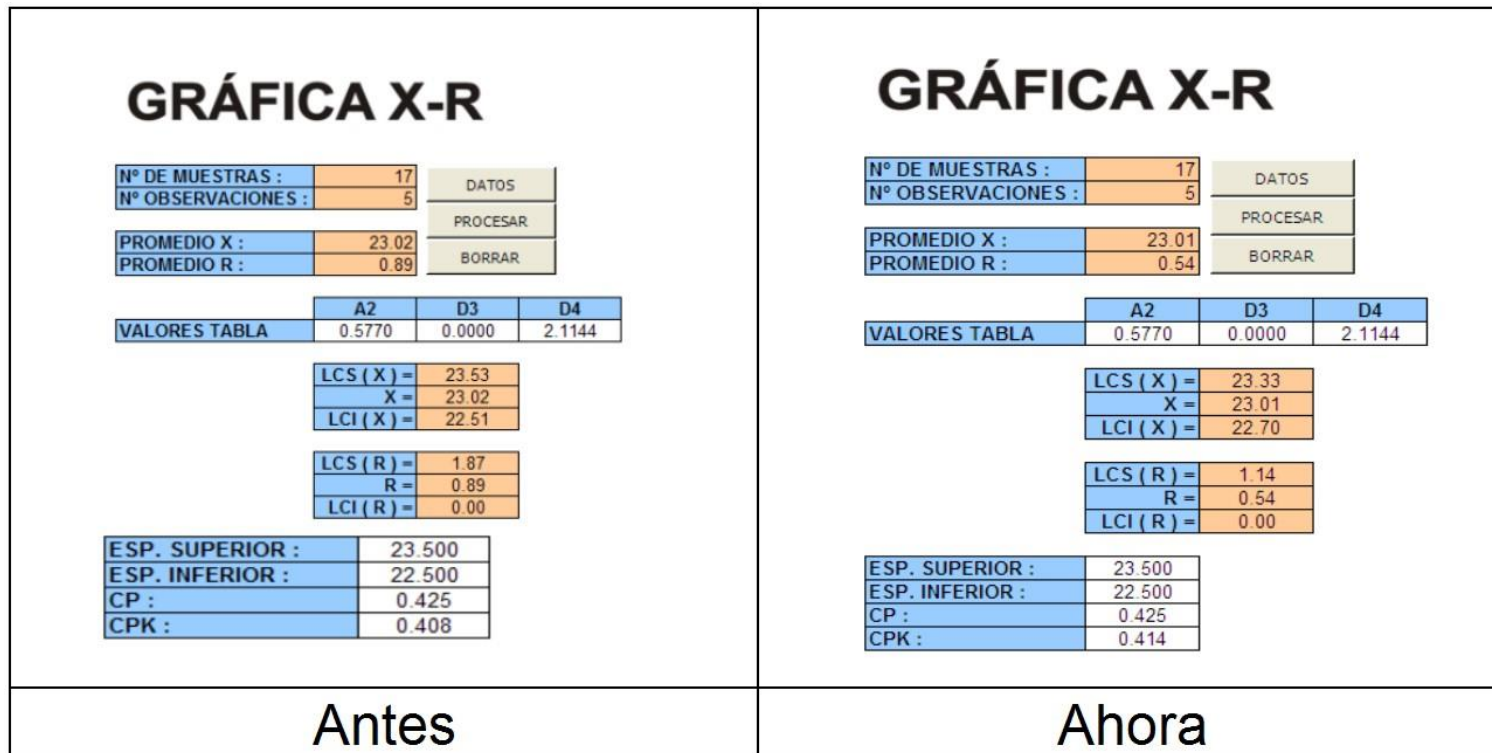 GRÁFICA X-R
Nº DE MUESTRAS : 17
Nº OBSERVACIONES : 5
DATOS
PROCESAR
BORRAR
PROMEDIO X : 23.02
PROMEDIO R : 0.89
A2 D3 D4
VALORES TABLA 0.5770 0.0000 2.1144
LCS ( X ) = 23.53
X = 23.02
LCI ( X ) = 22.51
LCS ( R ) = 1.87
R = 0.89
LCI ( R ) = 0.00
ESP. SUPERIOR : 23.500
ESP. INFERIOR : 22.500
CP : 0.425
CPK : 0.408
Antes
GRÁFICA X-R
Nº DE MUESTRAS : 17
Nº OBSERVACIONES : 5
DATOS
PROCESAR
BORRAR
PROMEDIO X : 23.01
PROMEDIO R : 0.54
A2 D3 D4
VALORES TABLA 0.5770 0.0000 2.1144
LCS ( X ) = 23.33
X = 23.01
LCI ( X ) = 22.70
LCS ( R ) = 1.14
R = 0.54
LCI ( R ) = 0.00
ESP. SUPERIOR : 23.500
ESP. INFERIOR : 22.500
CP : 0.425
CPK : 0.414
Ahora